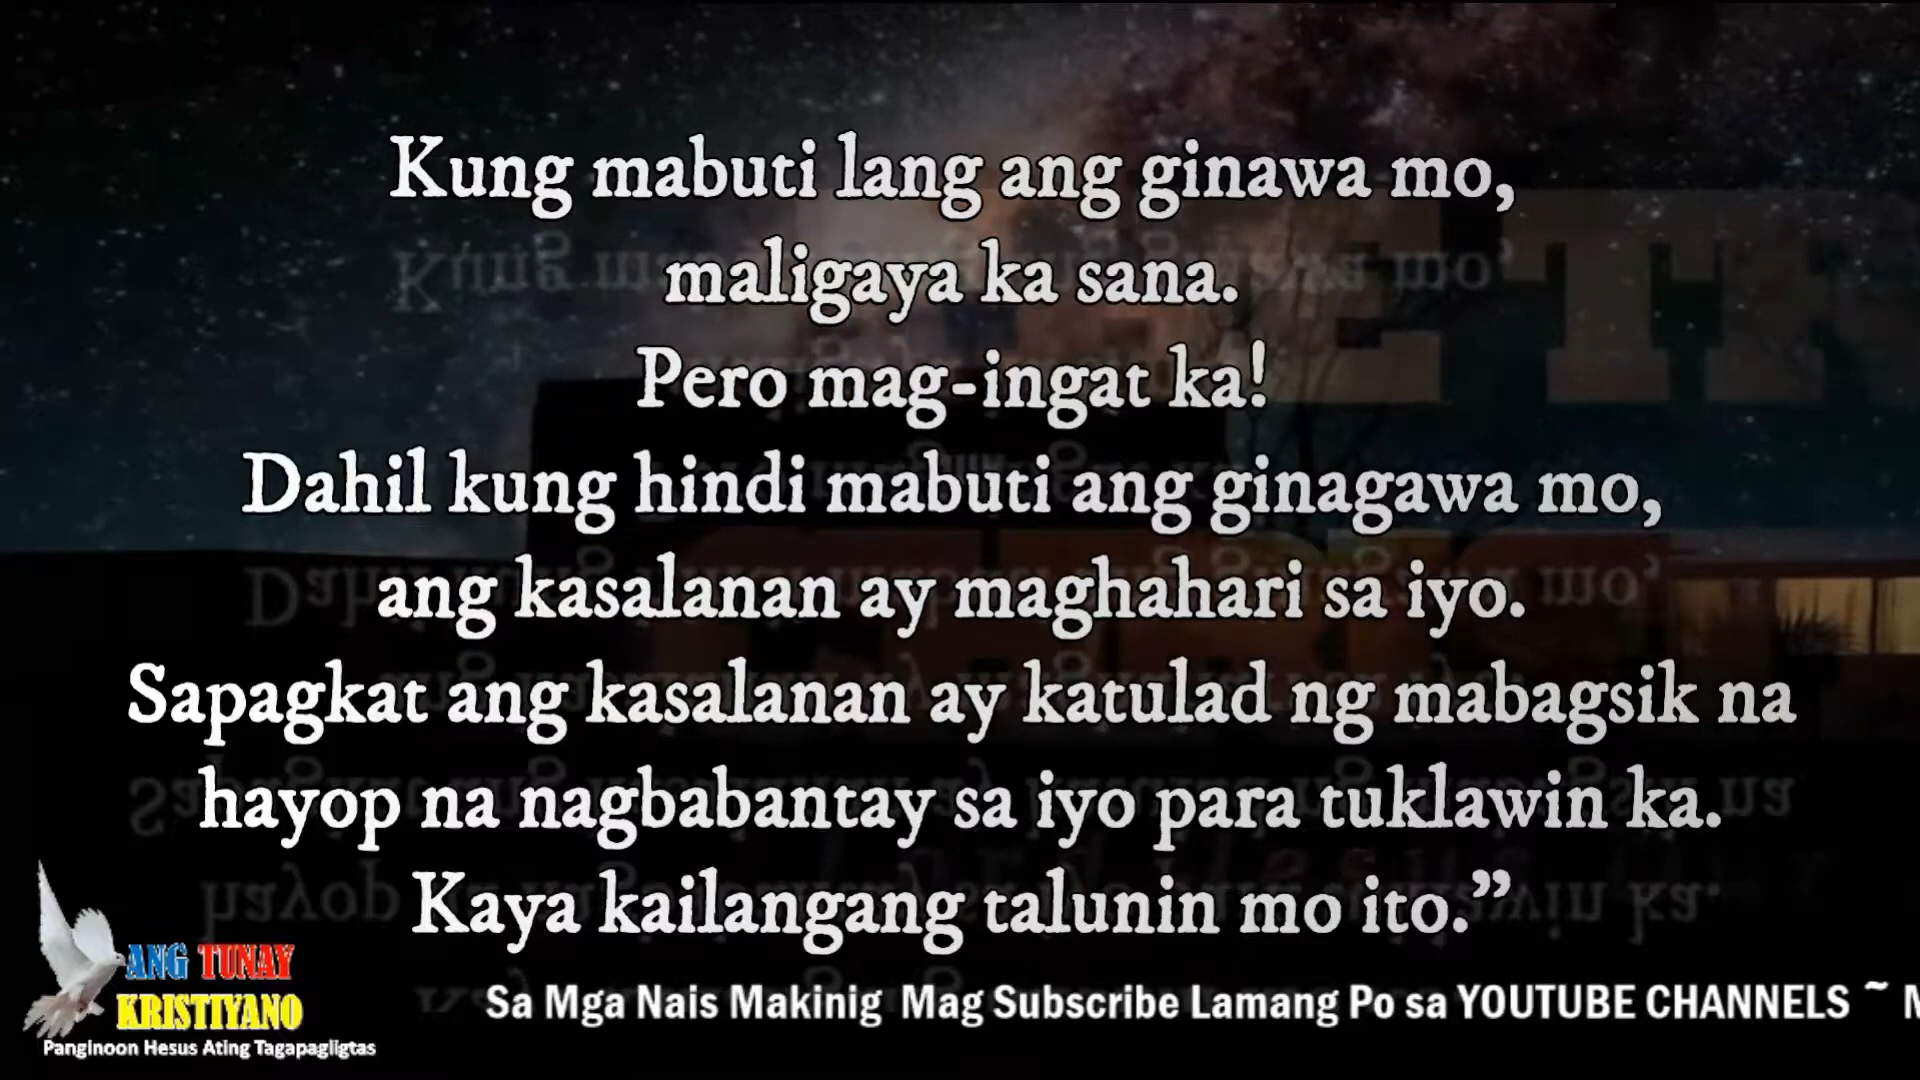 Kung mabuti lang ang ginawa mo,
maligaya ka sana.
Pero mag-ingat ka!
Dahil kung hindi mabuti ang ginagawa mo,
ang kasalanan ay maghahari sa iyo.
Sapagkat ang kasalanan ay katulad ng mabagsik na
hayop na nagbabantay sa iyo para tuklawin ka.
Kaya kailangang talunin mo ito.”
ANG TUNAY
KRISTIYANO
Panginoon Hesus Ating Tagapagligtas
Sa Mga Nais Makinig Mag Subscribe Lamang Po sa YOUTUBE CHANNELS ~